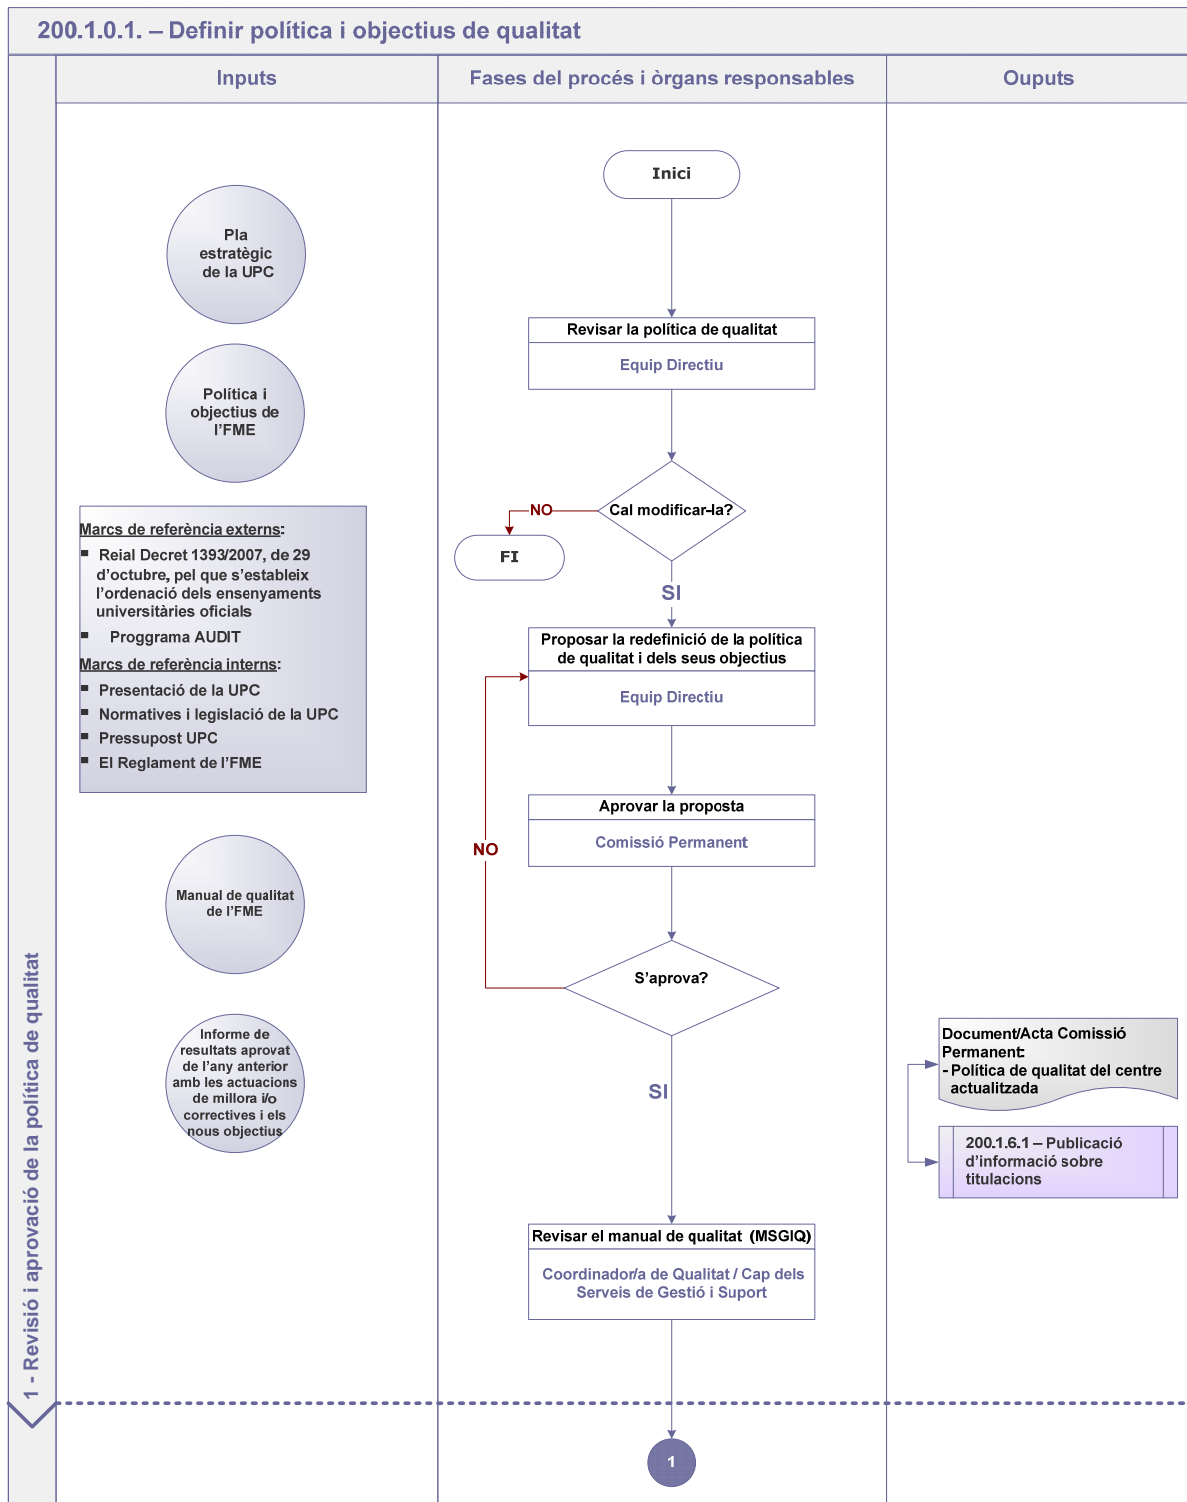 200.1.0.1. – Definir política i objectius de qualitat
Inputs
Fases del procés i òrgans responsables
Ouputs
1 - Revisió i aprovació de la política de qualitat
Pla
estratègic
de la UPC
Política i
objectius de
l'FME
Marcs de referència externs:
▪ Reial Decret 1393/2007, de 29
d'octubre, pel que s'estableix
l'ordenació dels ensenyaments
universitàries oficials
▪ Proggrama AUDIT
Marcs de referència interns:
▪ Presentació de la UPC
▪ Normatives i legislació de la UPC
▪ Pressupost UPC
▪ El Reglament de l'FME
Manual de qualitat
de l'FME
Informe de
resultats aprovat
de l'any anterior
amb les actuacions
de millora i/o
correctives i els
nous objectius
Inici
Revisar la política de qualitat
Equip Directiu
Cal modificar-la?
NO
FI
SI
Proposar la redefinició de la política
de qualitat i dels seus objectius
Equip Directiu
Aprovar la proposta
Comissió Permanent
NO
S'aprova?
SI
Revisar el manual de qualitat (MSGIQ)
Coordinador/a de Qualitat / Cap dels
Serveis de Gestió i Suport
1
Document/Acta Comissió
Permanent:
- Política de qualitat del centre
actualitzada
200.1.6.1 – Publicació
d'informació sobre
titulacions